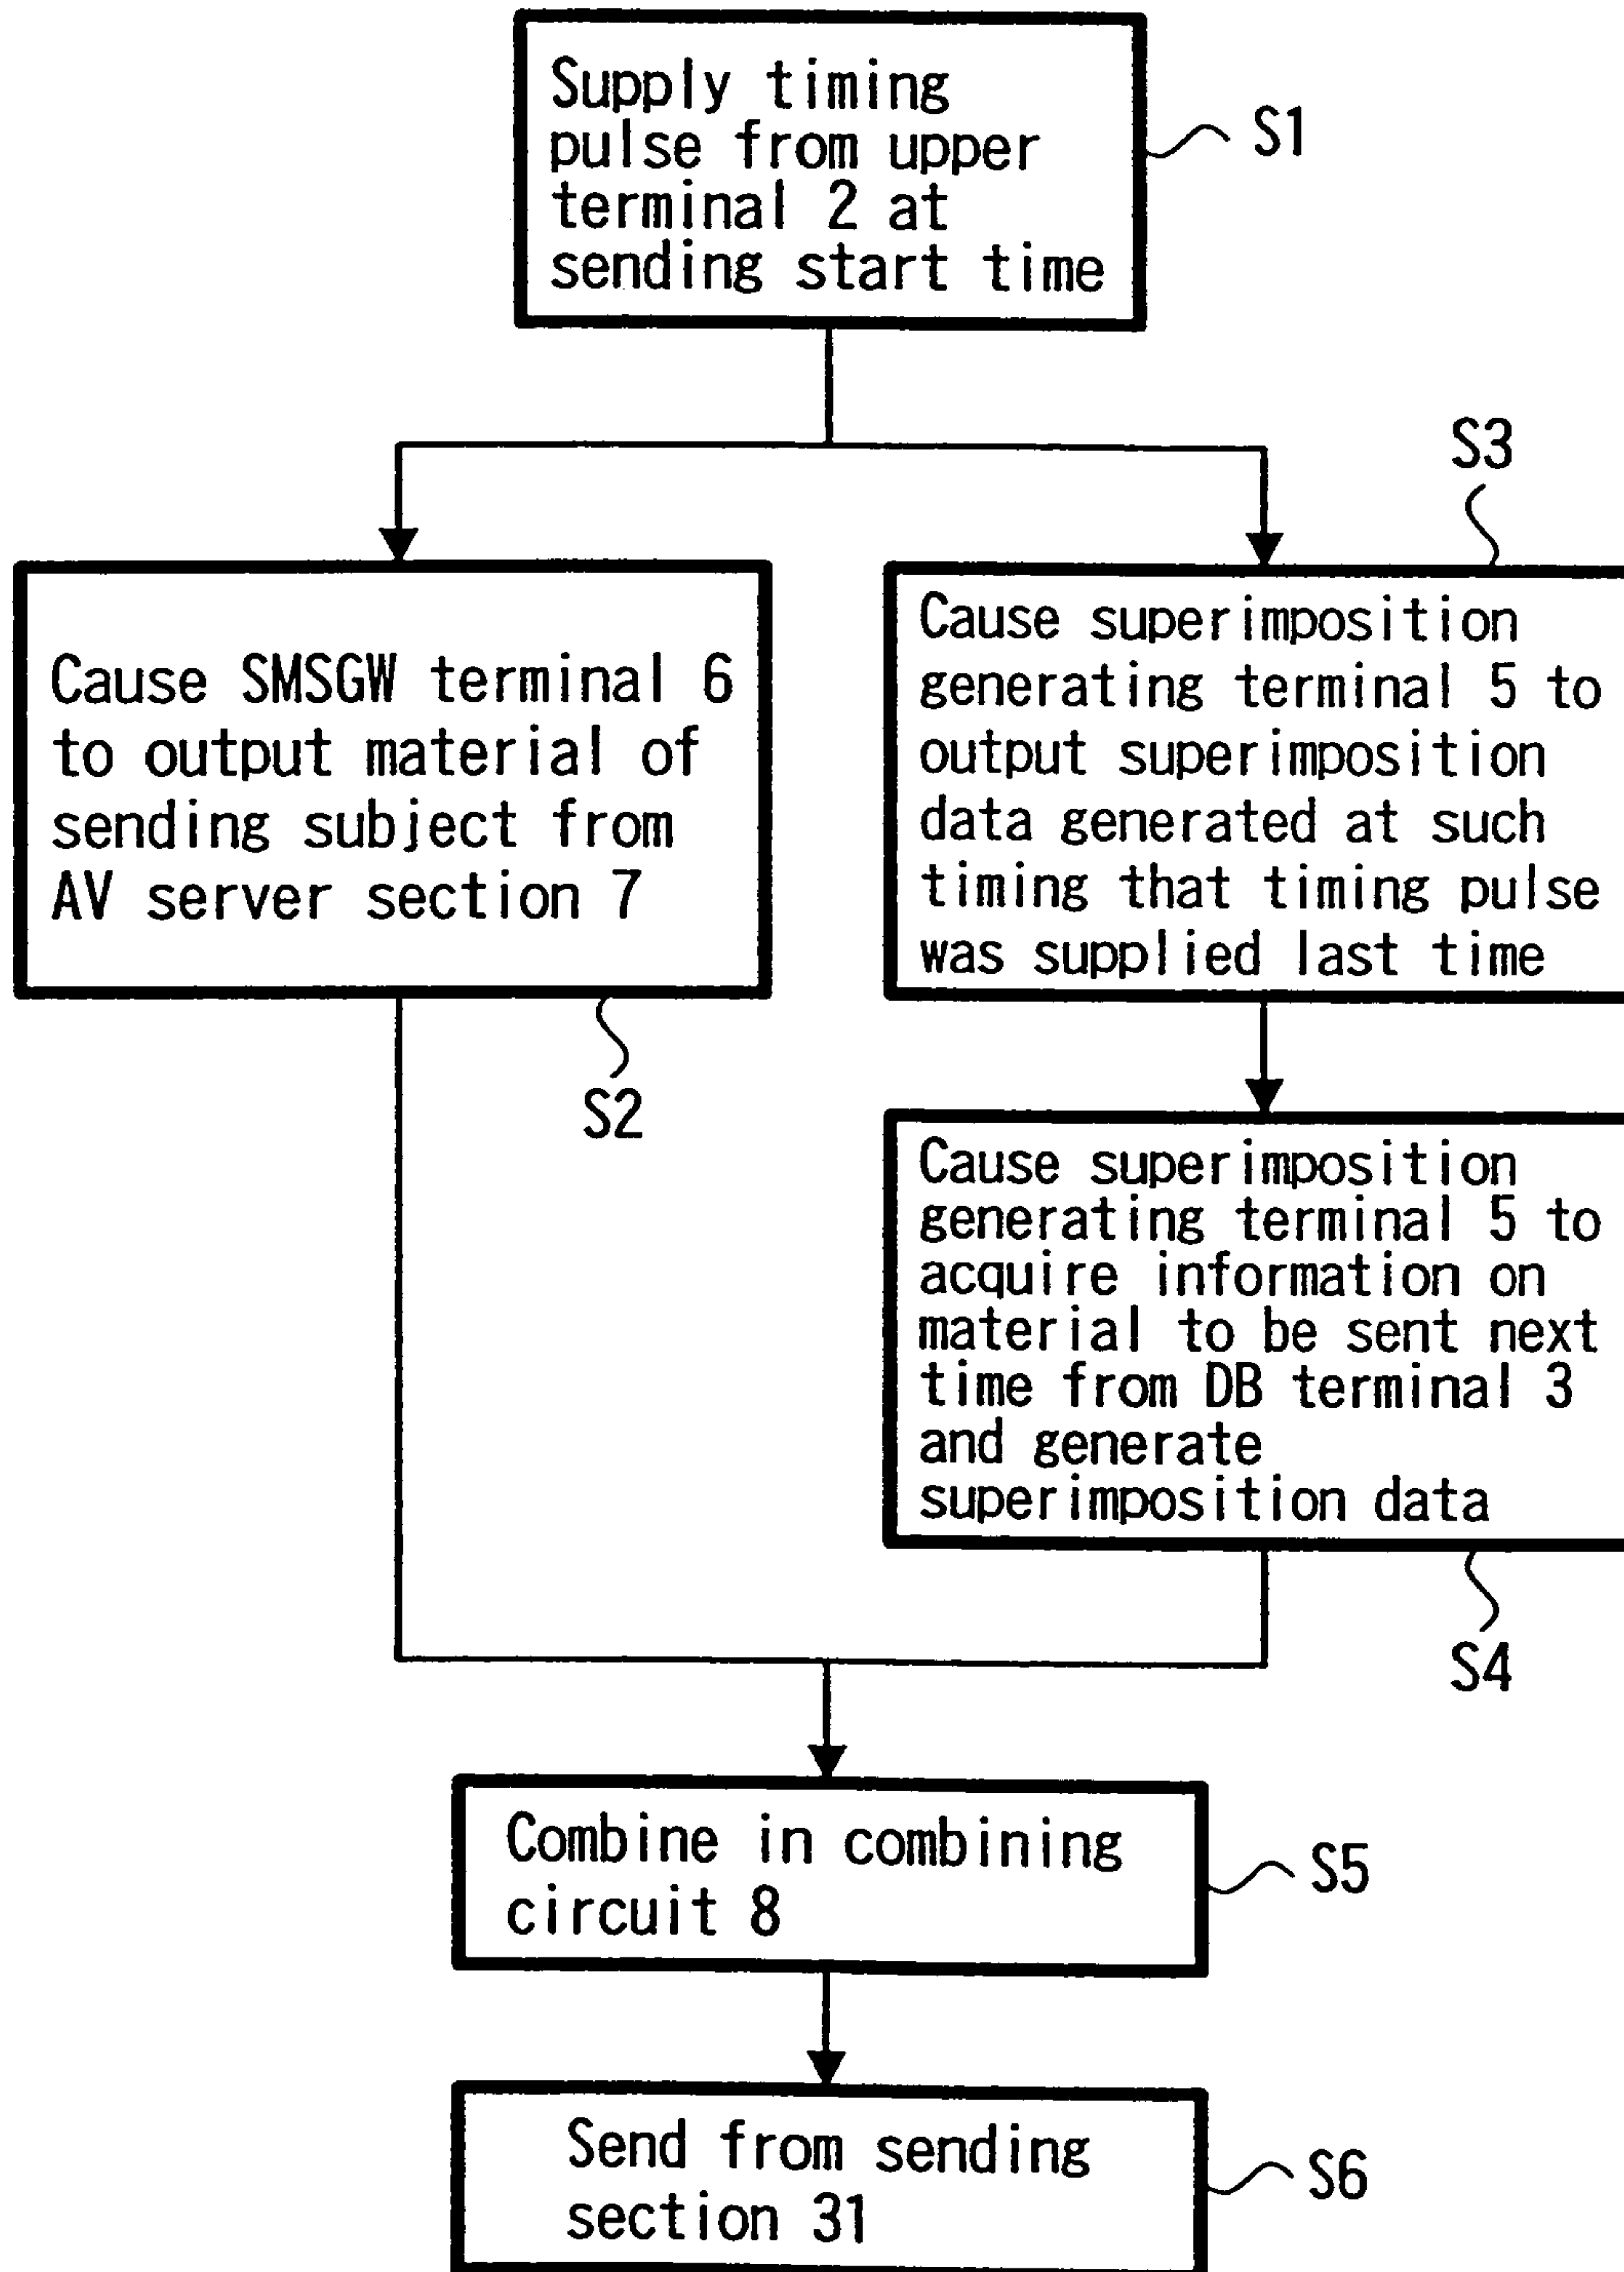 Supply timing
pulse from upper
terminal 2 at
sending start time
S1
S3
Cause SMSGW terminal 6
to output material of
sending subject from
AV server section 7
S2
Cause superimposition
generating terminal 5 to
output superimposition
data generated at such
timing that timing pulse
was supplied last time
Cause superimposition
generating terminal 5 to
acquire information on
material to be sent next
time from DB terminal 3
and generate
superimposition data
S4
Combine in combining
circuit 8
S5
Send from sending
section 31
S6